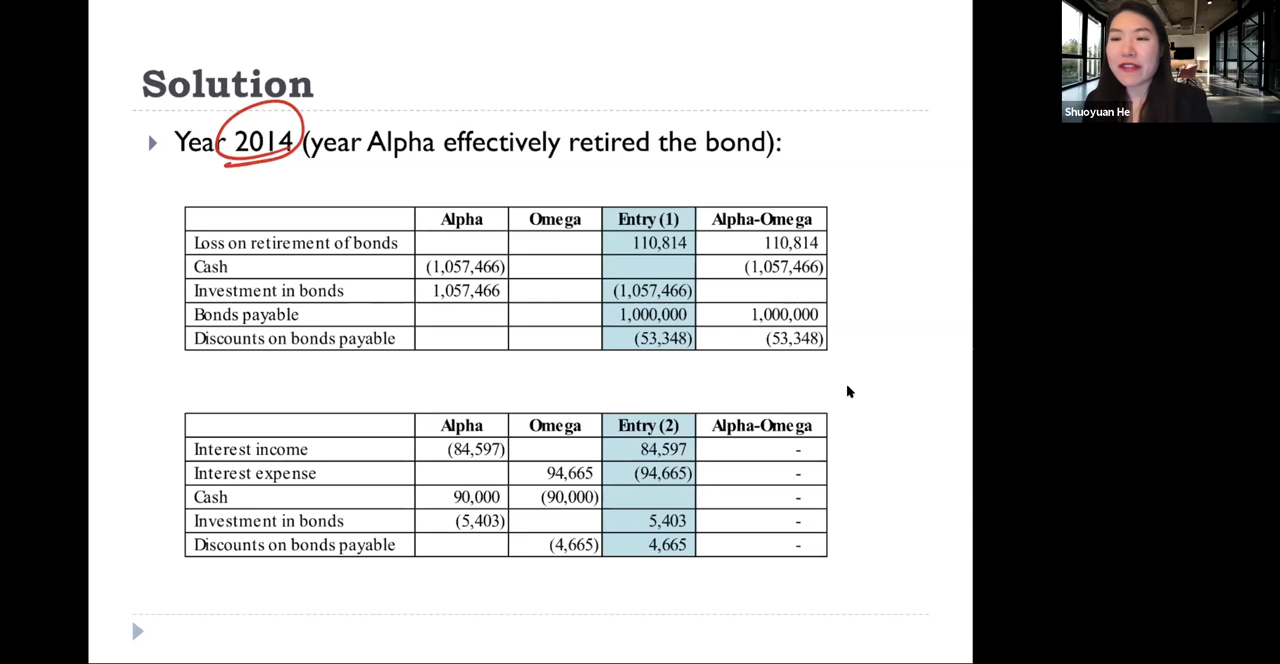 Solution
Year 2014 (year Alpha effectively retired the bond):
Alpha Omega Entry (1) Alpha-Omega
Loss on retirement of bonds 110,814 110,814
Cash (1,057,466) (1,057,466)
Investment in bonds 1,057,466 (1,057,466)
Bonds payable 1,000,000 1,000,000
Discounts on bonds payable (53,348) (53,348)
Alpha Omega Entry (2) Alpha-Omega
Interest income (84,597) 84,597 -
Interest expense 94,665 (94,665) -
Cash 90,000 (90,000) -
Investment in bonds (5,403) 5,403 -
Discounts on bonds payable (4,665) 4,665 -
Shuoyuan He